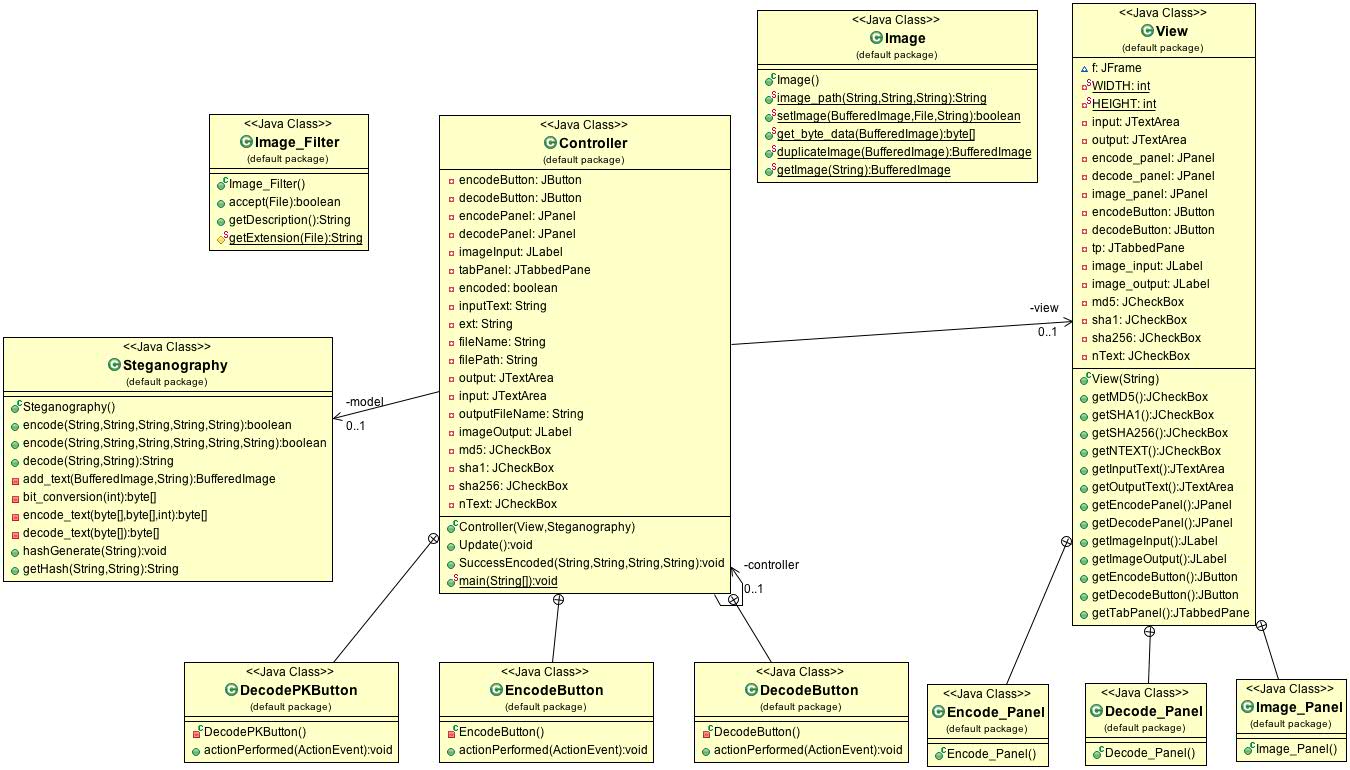 <<Java Class>>
Image_Filter
(default package)
Image_Filter()
accept(File):boolean
getDescription():String
getExtension(File):String
<<Java Class>>
Steganography
(default package)
Steganography()
encode(String,String,String,String,String):boolean
encode(String,String,String,String,String,String):boolean
decode(String,String):String
add_text(BufferedImage,String):BufferedImage
bit_conversion(int):byte[]
encode_text(byte[],byte[],int):byte[]
decode_text(byte[]):byte[]
hashGenerate(String):void
getHash(String,String):String
-model
0..1
<<Java Class>>
Controller
(default package)
encodeButton: JButton
decodeButton: JButton
encodePanel: JPanel
decodePanel: JPanel
imageInput: JLabel
tabPanel: JTabbedPane
encoded: boolean
inputText: String
ext: String
fileName: String
filePath: String
output: JTextArea
input: JTextArea
outputFileName: String
imageOutput: JLabel
md5: JCheckBox
sha1: JCheckBox
sha256: JCheckBox
nText: JCheckBox
Controller(View,Steganography)
Update():void
SuccessEncoded(String,String,String,String):void
main(String[]):void
-controller
0..1
<<Java Class>>
Image
(default package)
Image()
image_path(String,String,String):String
setImage(BufferedImage,File,String):boolean
get_byte_data(BufferedImage):byte[]
duplicateImage(BufferedImage):BufferedImage
getImage(String):BufferedImage
-view
0..1
<<Java Class>>
View
(default package)
f: JFrame
WIDTH: int
HEIGHT: int
input: JTextArea
output: JTextArea
encode_panel: JPanel
decode_panel: JPanel
image_panel: JPanel
encodeButton: JButton
decodeButton: JButton
tp: JTabbedPane
image_input: JLabel
image_output: JLabel
md5: JCheckBox
sha1: JCheckBox
sha256: JCheckBox
nText: JCheckBox
View(String)
getMD5():JCheckBox
getSHA1():JCheckBox
getSHA256():JCheckBox
getNTEXT():JCheckBox
getInputText():JTextArea
getOutputText():JTextArea
getEncodePanel():JPanel
getDecodePanel():JPanel
getImageInput():JLabel
getImageOutput():JLabel
getEncodeButton():JButton
getDecodeButton():JButton
getTabPanel():JTabbedPane
<<Java Class>>
DecodePKButton
(default package)
DecodePKButton()
actionPerformed(ActionEvent):void
<<Java Class>>
EncodeButton
(default package)
EncodeButton()
actionPerformed(ActionEvent):void
<<Java Class>>
DecodeButton
(default package)
DecodeButton()
actionPerformed(ActionEvent):void
<<Java Class>>
Encode_Panel
(default package)
Encode_Panel()
<<Java Class>>
Decode_Panel
(default package)
Decode_Panel()
<<Java Class>>
Image_Panel
(default package)
Image_Panel()